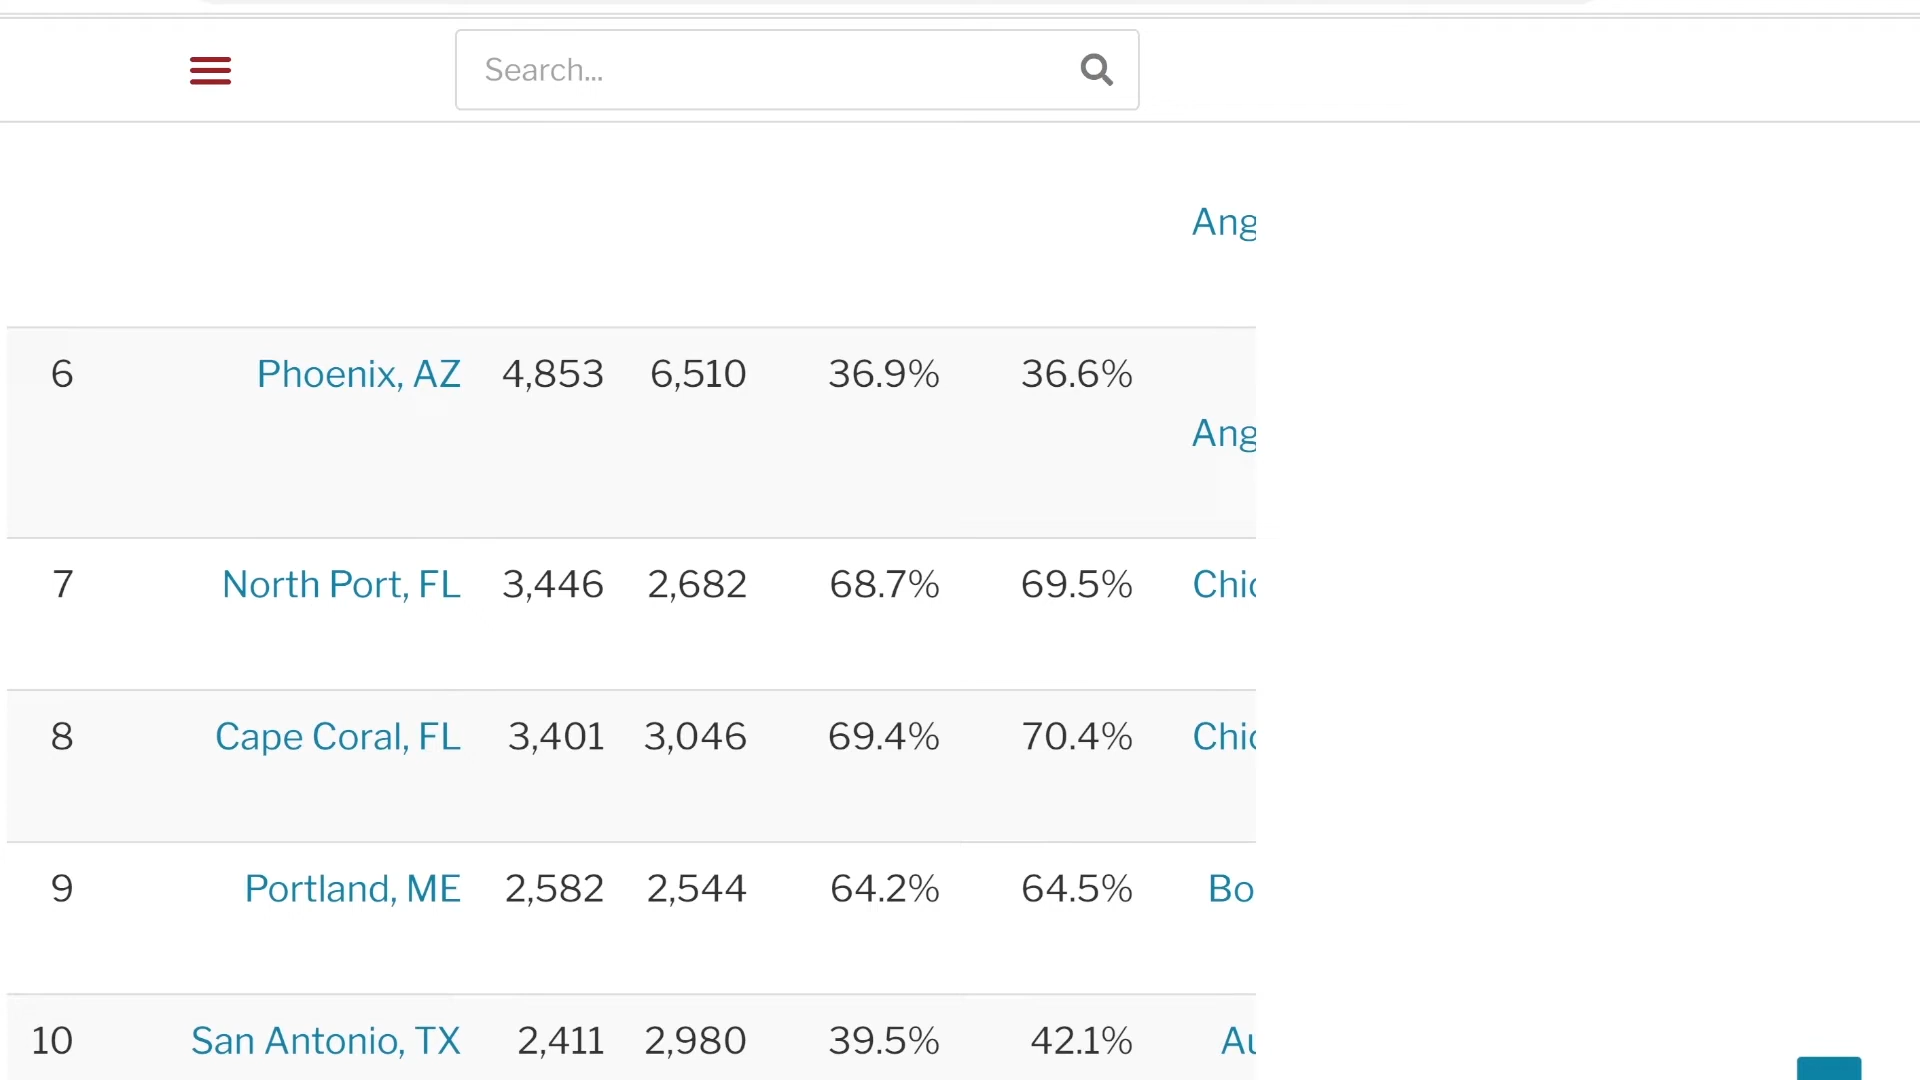 Search...
Ang
6 Phoenix, AZ 4,853 6,510 36.9% 36.6%
Ang
7 North Port, FL 3,446 2,682 68.7% 69.5% Chic
8 Cape Coral, FL 3,401 3,046 69.4% 70.4% Chic
9 Portland, ME 2,582 2,544 64.2% 64.5% Bo
10 San Antonio, TX 2,411 2,980 39.5% 42.1% Au